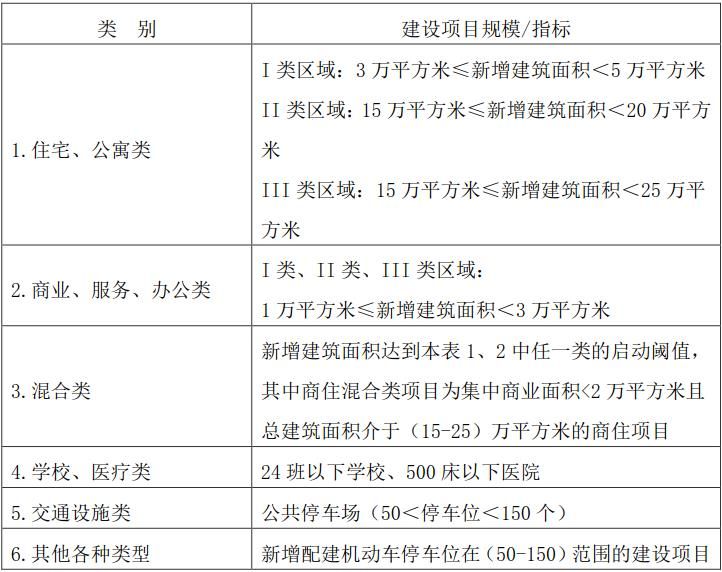 类 别
建设项目规模/指标
1.住宅、公寓类
I 类区域：3 万平方米≤新增建筑面积＜5 万平方米
II 类区域：15 万平方米≤新增建筑面积＜20 万平方
米
III 类区域：15 万平方米≤新增建筑面积＜25 万平
方米
2.商业、服务、办公类
I 类、II 类、III 类区域：
1 万平方米≤新增建筑面积＜3 万平方米
3.混合类
新增建筑面积达到本表 1、2 中任一类的启动阈值，
其中商住混合类项目为集中商业面积<2 万平方米且
总建筑面积介于（15-25）万平方米的商住项目
4.学校、医疗类
24 班以下学校、500 床以下医院
5.交通设施类
公共停车场（50＜停车位＜150 个）
6.其他各种类型
新增配建机动车停车位在（50-150）范围的建设项目